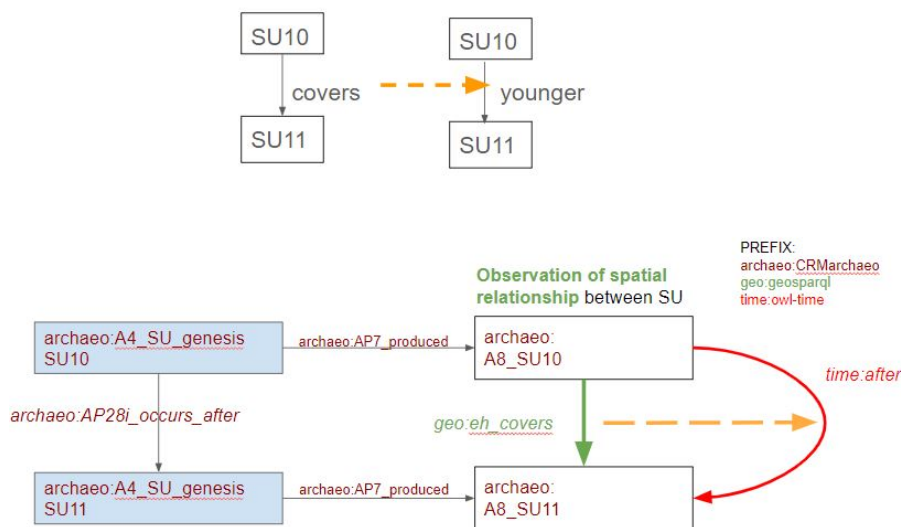 SU10
SU10
covers
younger
SU11
SU11
PREFIX:
archaeo:CRMarchaeo
geo:geosparql
time:owl-time
Observation of spatial
relationship between SU
archaeo:A4_SU_genesis
SU10
archaeo:AP7_produced
archaeo:
A8_SU10
time:after
archaeo:AP28i_occurs_after
geo:eh_covers
archaeo:A4_SU_genesis
SU11
archaeo:AP7_produced
archaeo:
A8_SU11